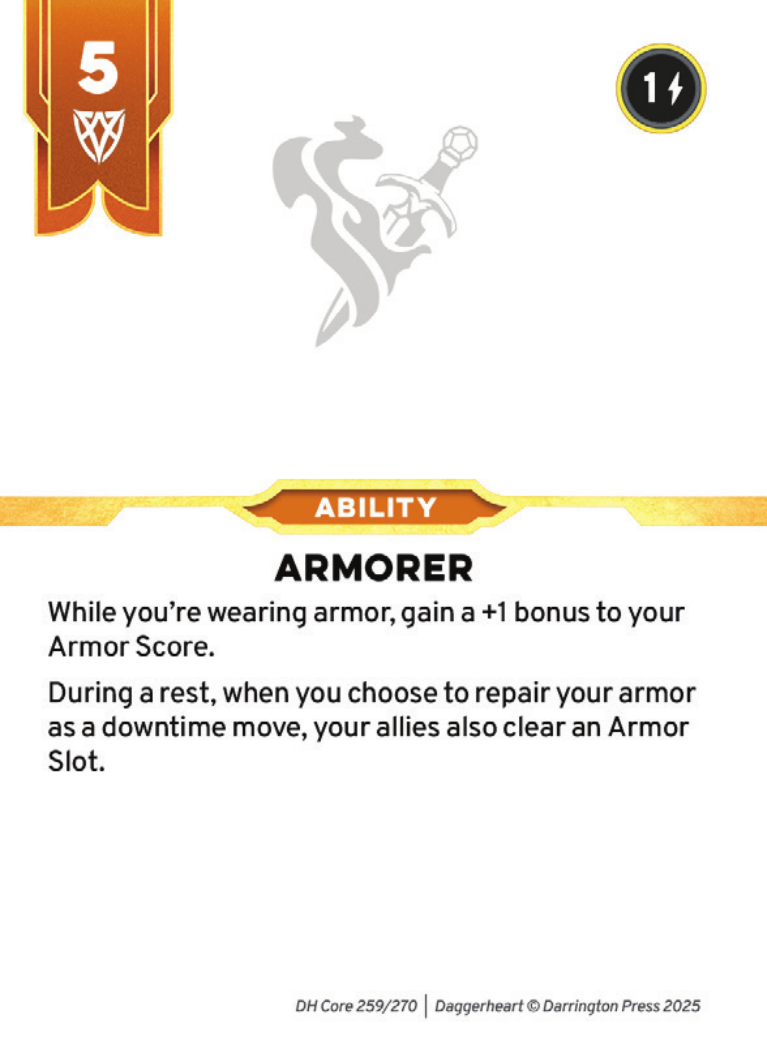 5
1
ABILITY
ARMORER
While you’re wearing armor, gain a +1 bonus to your
Armor Score.
During a rest, when you choose to repair your armor
as a downtime move, your allies also clear an Armor
Slot.
DH Core 259/270 | Daggerheart © Darrington Press 2025